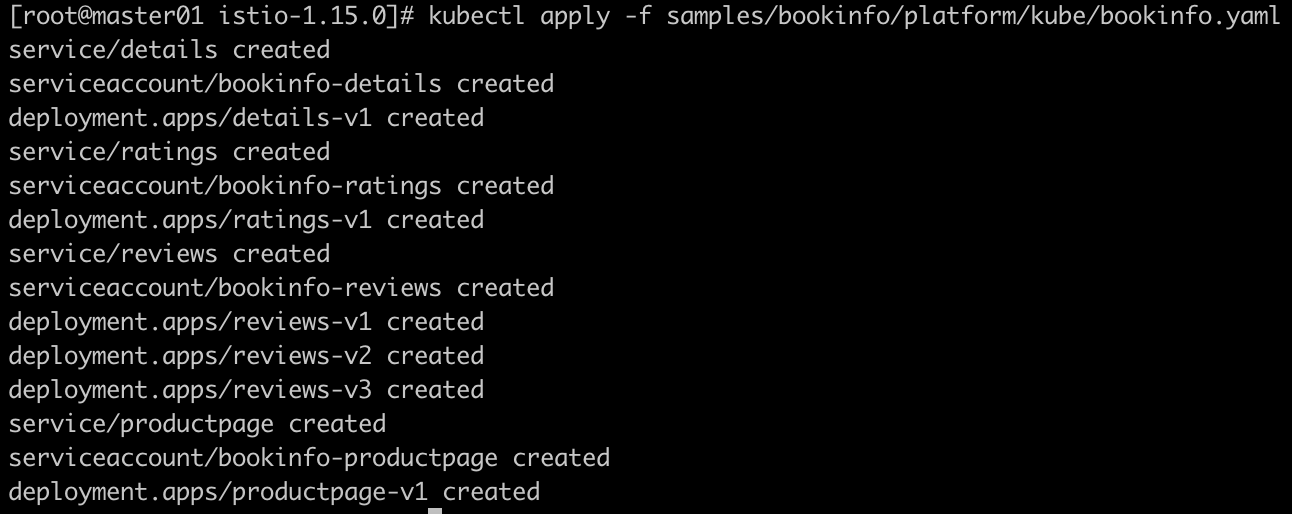 [root@master01 istio-1.15.0]# kubectl apply -f samples/bookinfo/platform/kube/bookinfo.yaml
service/details created
serviceaccount/bookinfo-details created
deployment.apps/details-v1 created
service/ratings created
serviceaccount/bookinfo-ratings created
deployment.apps/ratings-v1 created
service/reviews created
serviceaccount/bookinfo-reviews created
deployment.apps/reviews-v1 created
deployment.apps/reviews-v2 created
deployment.apps/reviews-v3 created
service/productpage created
serviceaccount/bookinfo-productpage created
deployment.apps/productpage-v1 created